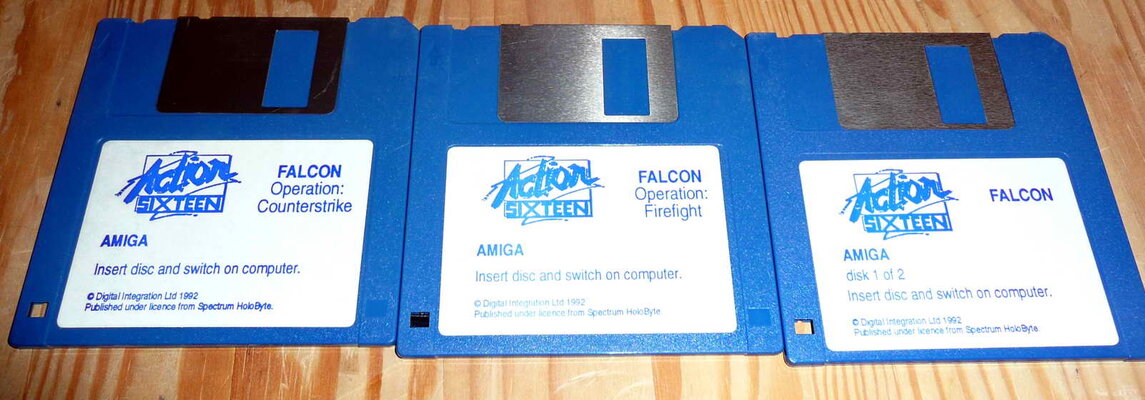 Action
SIXTEEN
FALCON
Operation:
Counterstrike
AMIGA
Insert disc and switch on computer.
© Digital Integration Ltd 1992
Published under licence from Spectrum HoloByte.
Action
SIXTEEN
FALCON
Operation:
Firefight
AMIGA
Insert disc and switch on computer.
© Digital Integration Ltd 1992
Published under licence from Spectrum HoloByte
Action
SIXTEEN
FALCON
AMIGA
disk 1 of 2
Insert disc and switch on computer.
© Digital Integration Ltd 1992
Published under licence from Spectrum HoloByte.